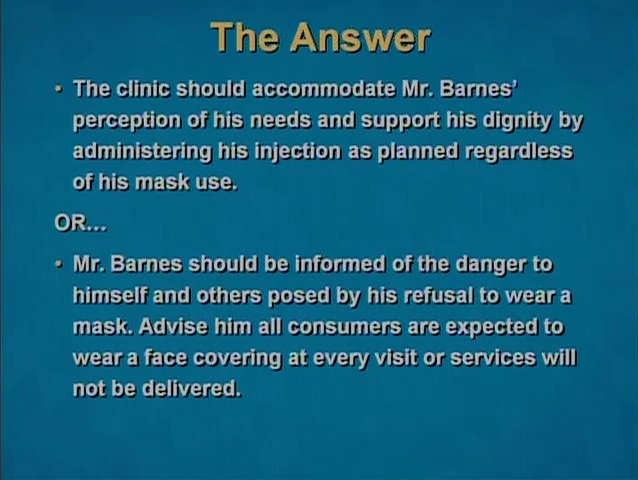 The Answer
• The clinic should accommodate Mr. Barnes'
perception of his needs and support his dignity by
administering his injection as planned regardless
of his mask use.
OR...
• Mr. Barnes should be informed of the danger to
himself and others posed by his refusal to wear a
mask. Advise him all consumers are expected to
wear a face covering at every visit or services will
not be delivered.